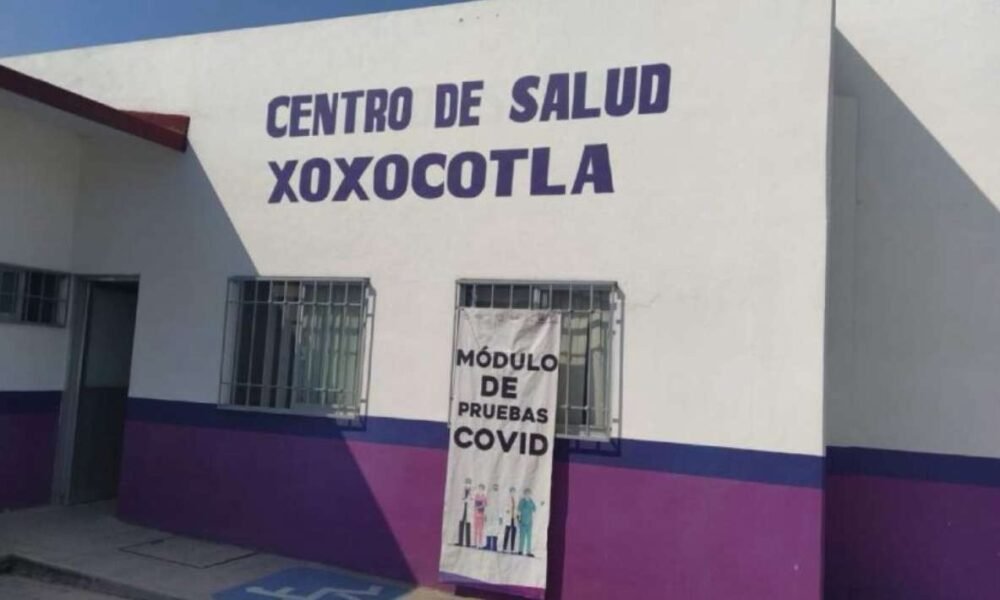 CENTRO DE SALUD
XOXOCOTLA
MÓDULO
DE
PRUEBAS
COVID